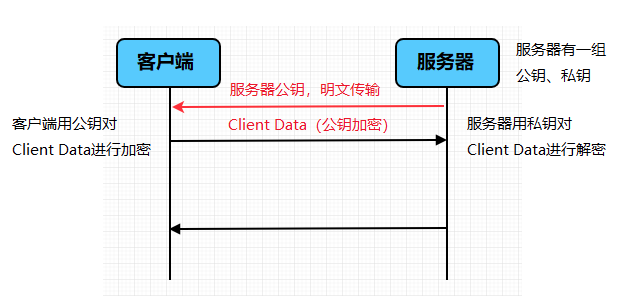 客户端
服务器
服务器有一组
公钥、私钥
服务器公钥，明文传输
客户端用公钥对
Client Data进行加密
Client Data（公钥加密）
服务器用私钥对
Client Data进行解密